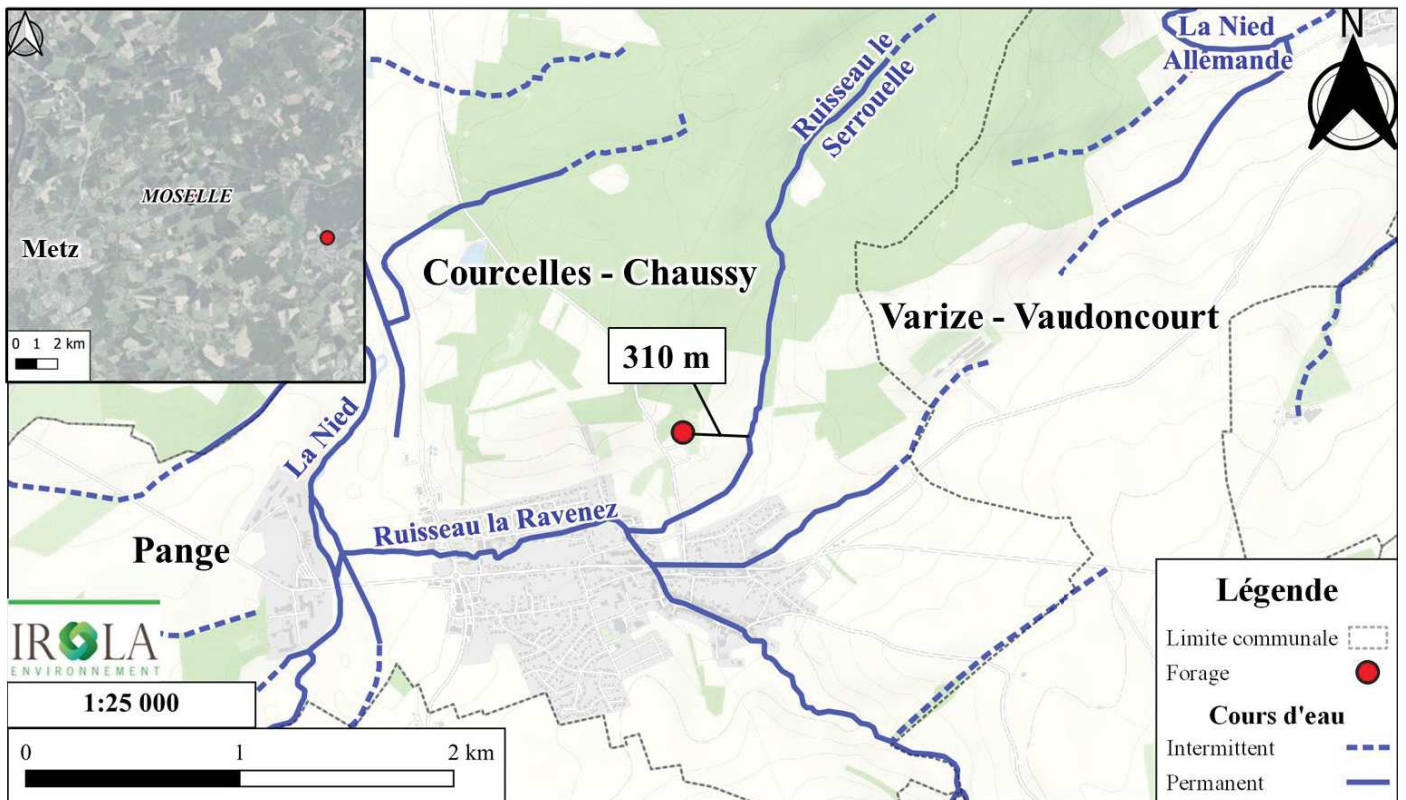 MOSELLE
Metz
0 1 2 km
La Nied
Allemande
N
Ruisseau le
Serrouelle
Courcelles - Chaussy
Varize - Vaudoncourt
310 m
La Nied
Ruisseau la Ravenez
Pange
IROLA
ENVIRONNEMENT
1:25 000
0 1 2 km
Légende
Limite communale
Forage
Cours d'eau
Intermittent
Permanent